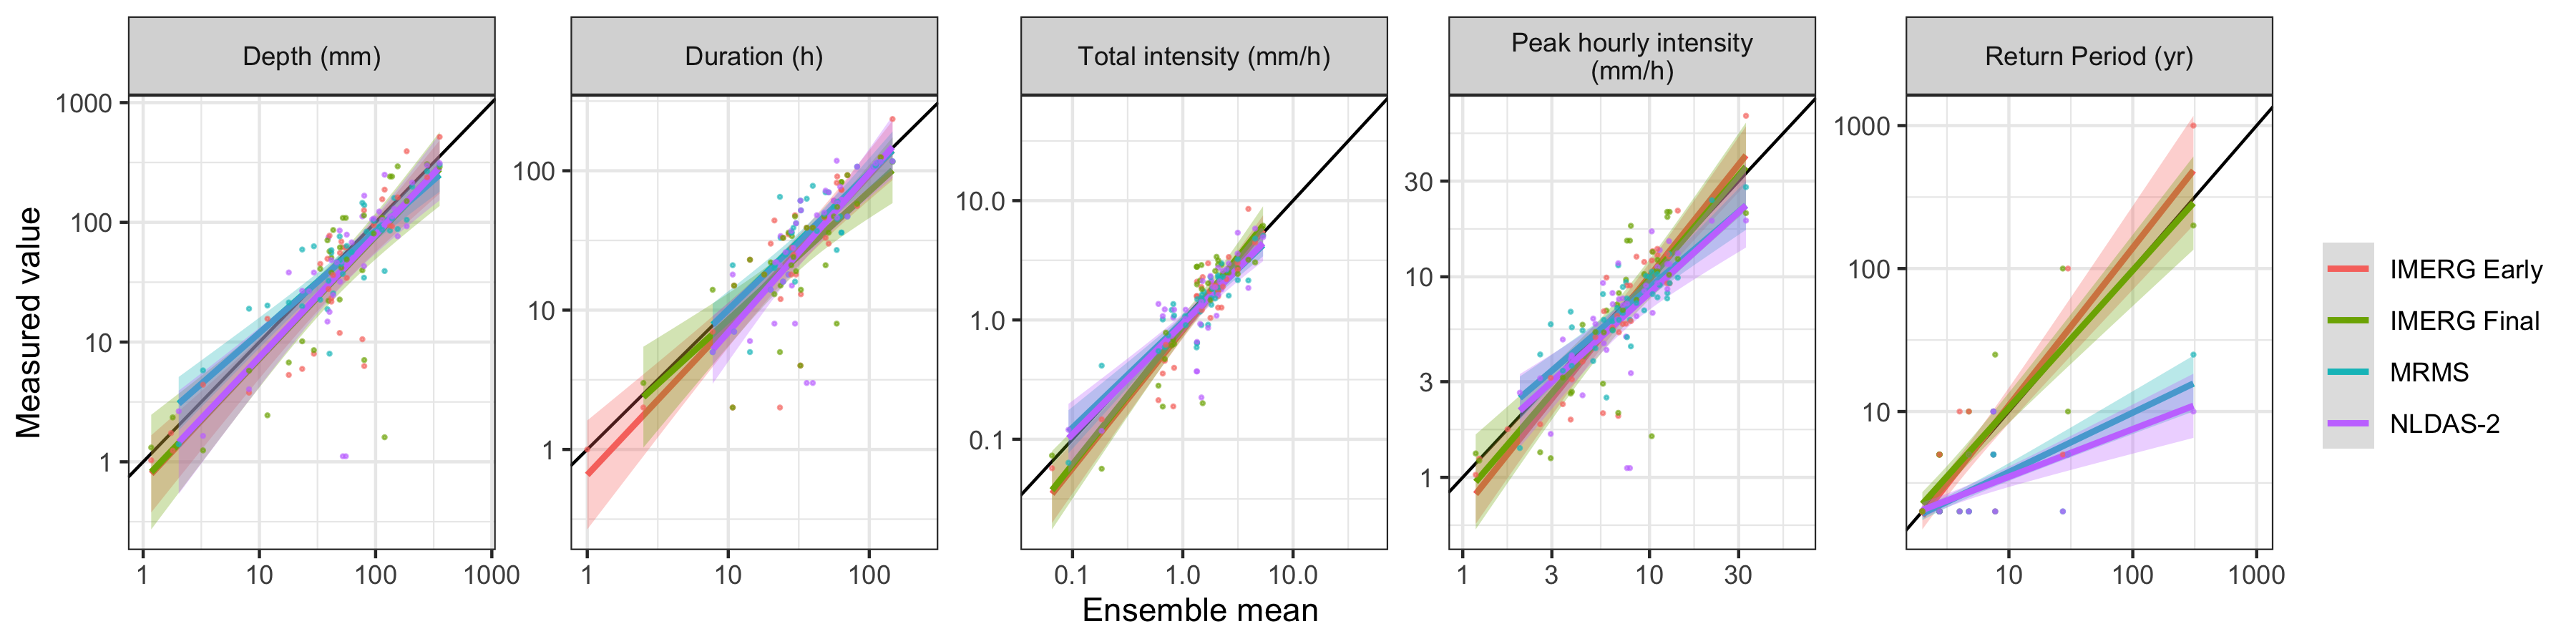 Depth (mm)
Duration (h)
Total intensity (mm/h)
Peak hourly intensity
(mm/h)
Return Period (yr)
Measured value
1000
100
10
1
1 10 100 1000
100
10
1
1 10 100
10.0
1.0
0.1
0.1 1.0 10.0
30
10
3
1
1 3 10 30
1000
100
10
10 100 1000
Ensemble mean
IMERG Early
IMERG Final
MRMS
NLDAS-2